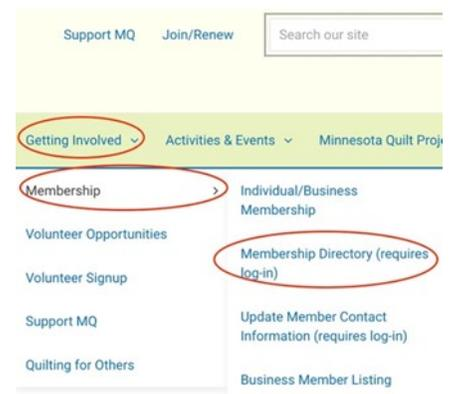 Support MQ
Join/Renew
Search our site
Getting Involved
Activities & Events
Minnesota Quilt
Membership
Individual/Business
Membership
Volunteer Opportunities
Membership Directory (requires
log-in)
Volunteer Signup
Support MQ
Update Member Contact
Information (requires log-in)
Quilting for Others
Business Member Listing